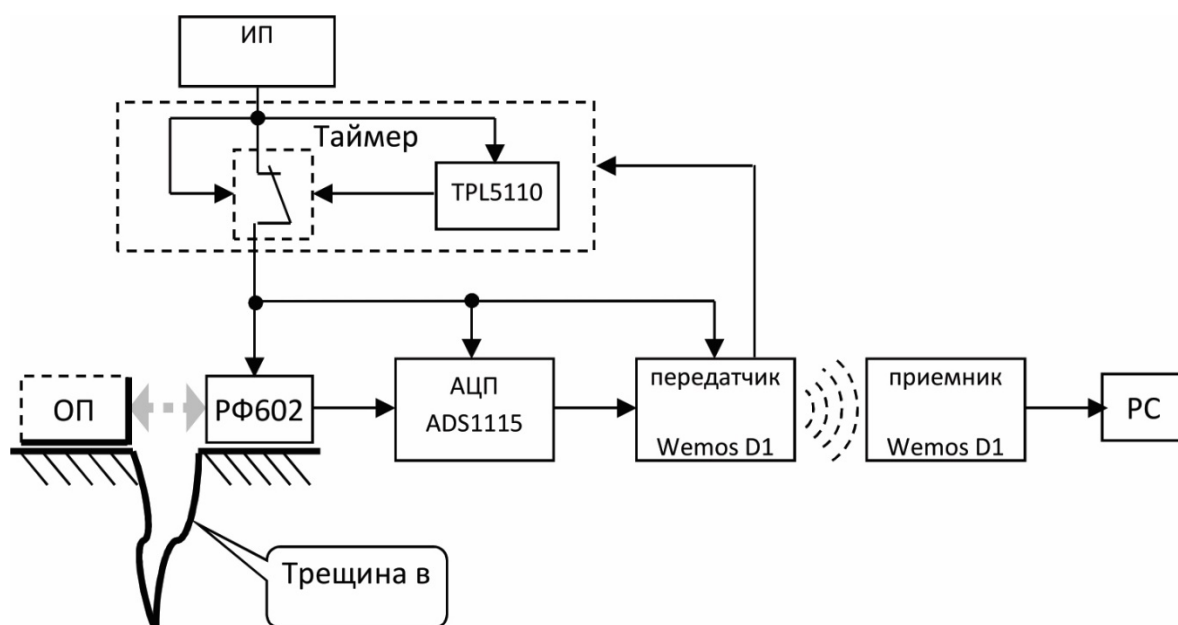 ИП
Таймер
TPL5110
ОП
РФ602
АЦП
ADS1115
передатчик
Wemos D1
приемник
Wemos D1
PC
Трещина в